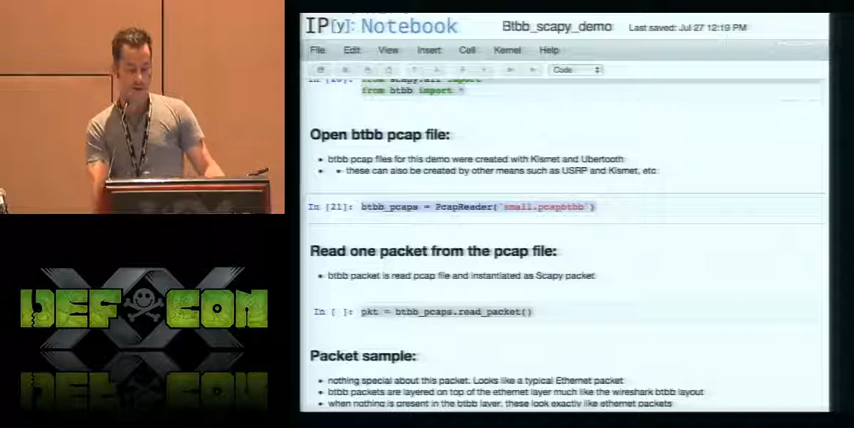 IP[y]: Notebook
Btbb_scapy_demo
Last saved: Jul 27 12:19 PM
File Edit View Insert Cell Kernel Help
Code
from scapy.all import
from btbb import *
Open btbb pcap file:
• btbb pcap files for this demo were created with Kismet and Ubertooth
• • these can also be created by other means such as USRP and Kismet, etc
In [21]: btbb_pcaps = PcapReader('small.pcapbtbb')
Read one packet from the pcap file:
• btbb packet is read pcap file and instantiated as Scapy packet
In [ ]: pkt = btbb_pcaps.read_packet()
Packet sample:
• nothing special about this packet. Looks like a typical Ethernet packet
• btbb packets are layered on top of the ethernet layer much like the wireshark btbb layout
• when nothing is present in the btbb layer, these look exactly like ethernet packets
XX
DEF CON